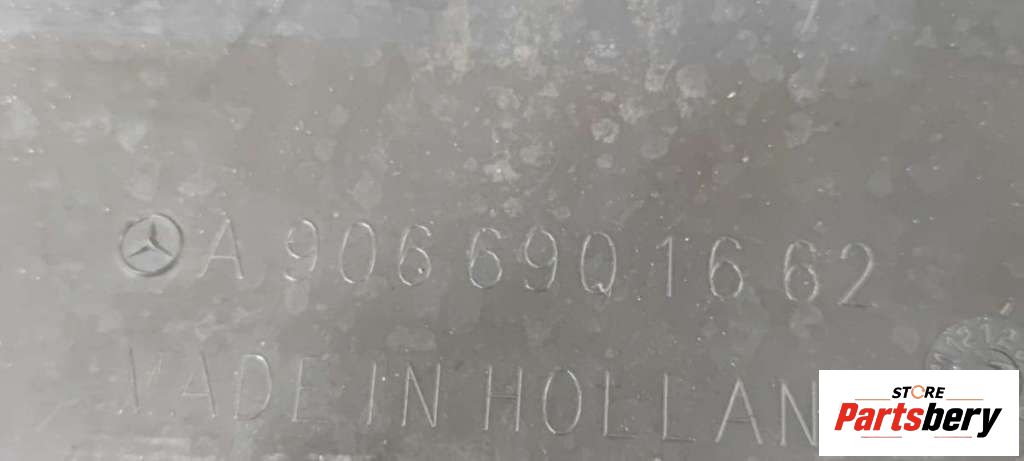 A 906 690 16 62
MADE IN HOLLAN
STORE
Partsbery